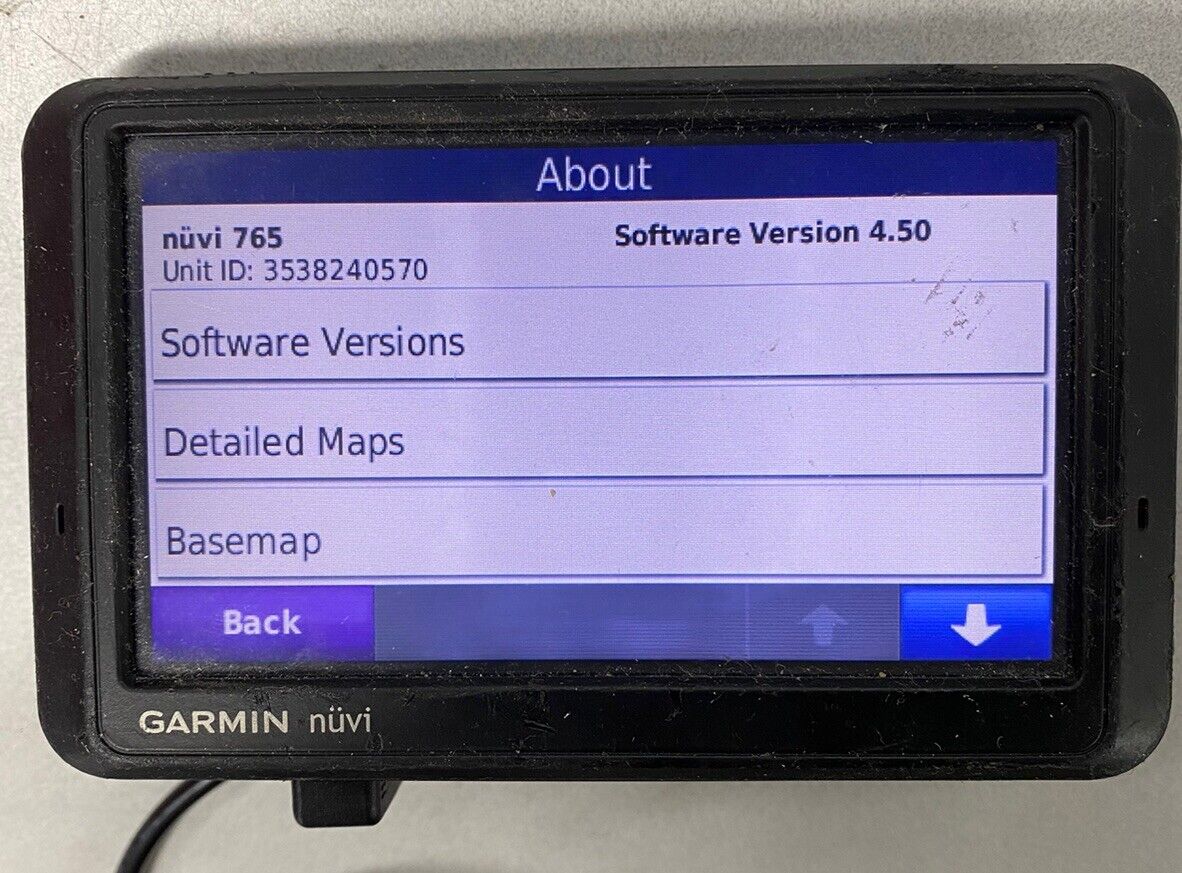 About
nüvi 765 Software Version 4.50
Unit ID: 3538240570
Software Versions
Detailed Maps
Basemap
Back
GARMIN nüvi